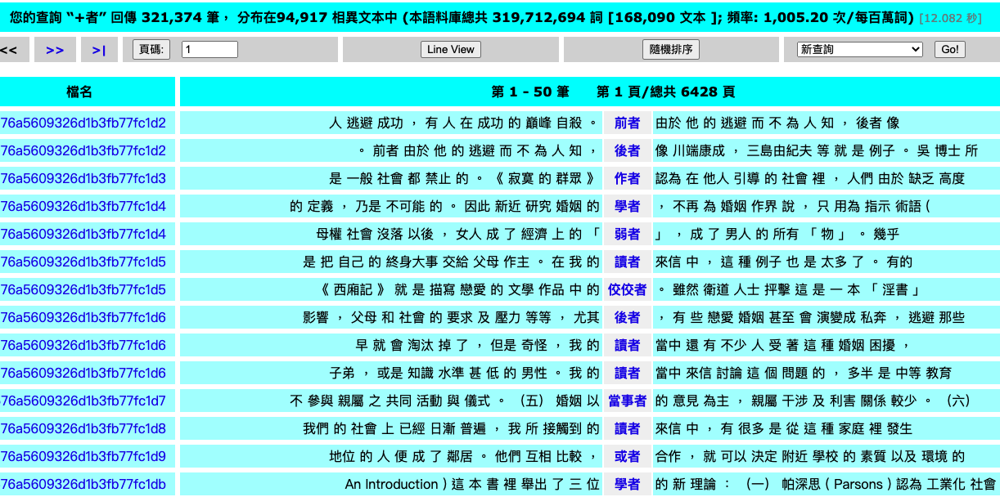 您的查詢 “+者” 回傳 321,374 筆， 分布在94,917 相異文本中 (本語料庫總共 319,712,694 詞 [168,090 文本 ]; 頻率: 1,005.20 次/每百萬詞) [12.082 秒]
<< >> >| 頁碼: 1 Line View 隨機排序 新查詢 Go!
檔名 第 1 - 50 筆 第 1 頁/總共 6428 頁
76a5609326d1b3fb77fc1d2 人 逃避 成功 ， 有 人 在 成功 的 巔峰 自殺 。 前者 由於 他 的 逃避 而 不 為 人 知 ， 後者 像
76a5609326d1b3fb77fc1d2 。 前者 由於 他 的 逃避 而 不 為 人 知 ， 後者 像 川端康成 ， 三島由紀夫 等 就 是 例子 。 吳 博士 所
76a5609326d1b3fb77fc1d3 是 一般 社會 都 禁止 的 。 《 寂寞 的 群眾 》 作者 認為 在 他人 引導 的 社會 裡 ， 人們 由於 缺乏 高度
76a5609326d1b3fb77fc1d4 的 定義 ， 乃是 不可能 的 。 因此 新近 研究 婚姻 的 學者 ， 不再 為 婚姻 作界 說 ， 只 用為 指示 術語 (
76a5609326d1b3fb77fc1d4 母權 社會 沒落 以後 ， 女人 成 了 經濟 上 的 「 弱者 」 ， 成 了 男人 的 所有 「 物 」 。 幾乎
76a5609326d1b3fb77fc1d5 是 把 自己 的 終身大事 交給 父母 作主 。 在 我 的 讀者 來信 中 ， 這 種 例子 也 是 太多 了 。 有的
76a5609326d1b3fb77fc1d5 《 西廂記 》 就 是 描寫 戀愛 的 文學 作品 中 的 佼佼者 。 雖然 衛道 人士 抨擊 這 是 一 本 「 淫書 」
76a5609326d1b3fb77fc1d6 影響 ， 父母 和 社會 的 要求 及 壓力 等等 ， 尤其 後者 ， 有 些 戀愛 婚姻 甚至 會 演變成 私奔 ， 逃避 那些
76a5609326d1b3fb77fc1d6 早 就 會 淘汰 掉 了 ， 但是 奇怪 ， 我 的 讀者 當中 還 有 不少 人 受 著 這 種 婚姻 困擾 ，
76a5609326d1b3fb77fc1d6 子弟 ， 或是 知識 水準 甚 低 的 男性 。 我 的 讀者 當中 來信 討論 這 個 問題 的 ， 多半 是 中等 教育
76a5609326d1b3fb77fc1d7 不 參與 親屬 之 共同 活動 與 儀式 。 （五） 婚姻 以 當事者 的 意見 為主 ， 親屬 干涉 及 利害 關係 較少 。 （六）
76a5609326d1b3fb77fc1d8 我們 的 社會 上 已經 日漸 普遍 ， 我 所 接觸到 的 讀者 來信 中 ， 有 很多 是 從 這 種 家庭 裡 發生
76a5609326d1b3fb77fc1d9 地位 的 人 便 成 了 鄰居 。 他們 互相 比較 ， 或者 合作 ， 就 可以 決定 附近 學校 的 素質 以及 環境 的
76a5609326d1b3fb77fc1db An Introduction ) 這 本 書 裡 舉出 了 三 位 學者 的 新 理論 ： （一） 帕深思 ( Parsons ) 認為 工業化 社會